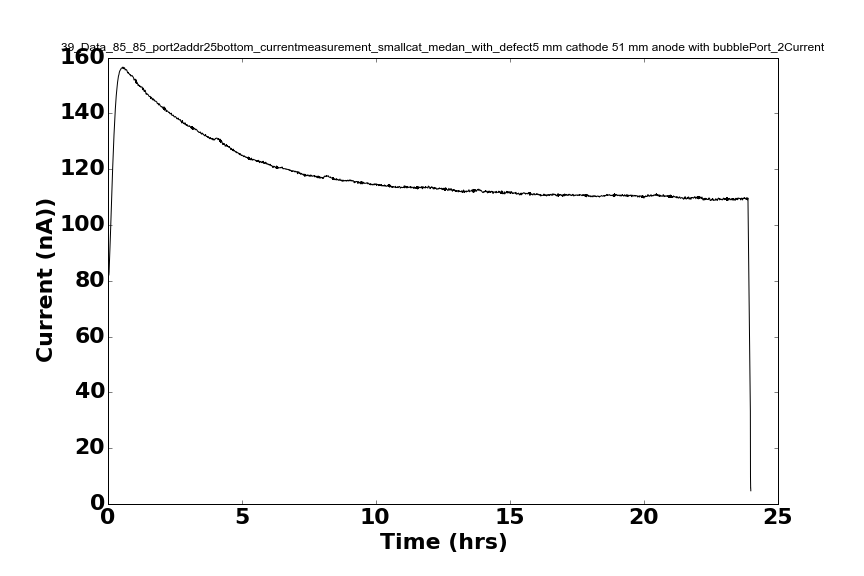 39_Data_85_85_port2addr25bottom_currentmeasurement_smallcat_medan_with_defect5 mm cathode 51 mm anode with bubblePort_2Current
160
140
120
100
80
60
40
20
0
Current (nA))
0 5 10 15 20 25
Time (hrs)